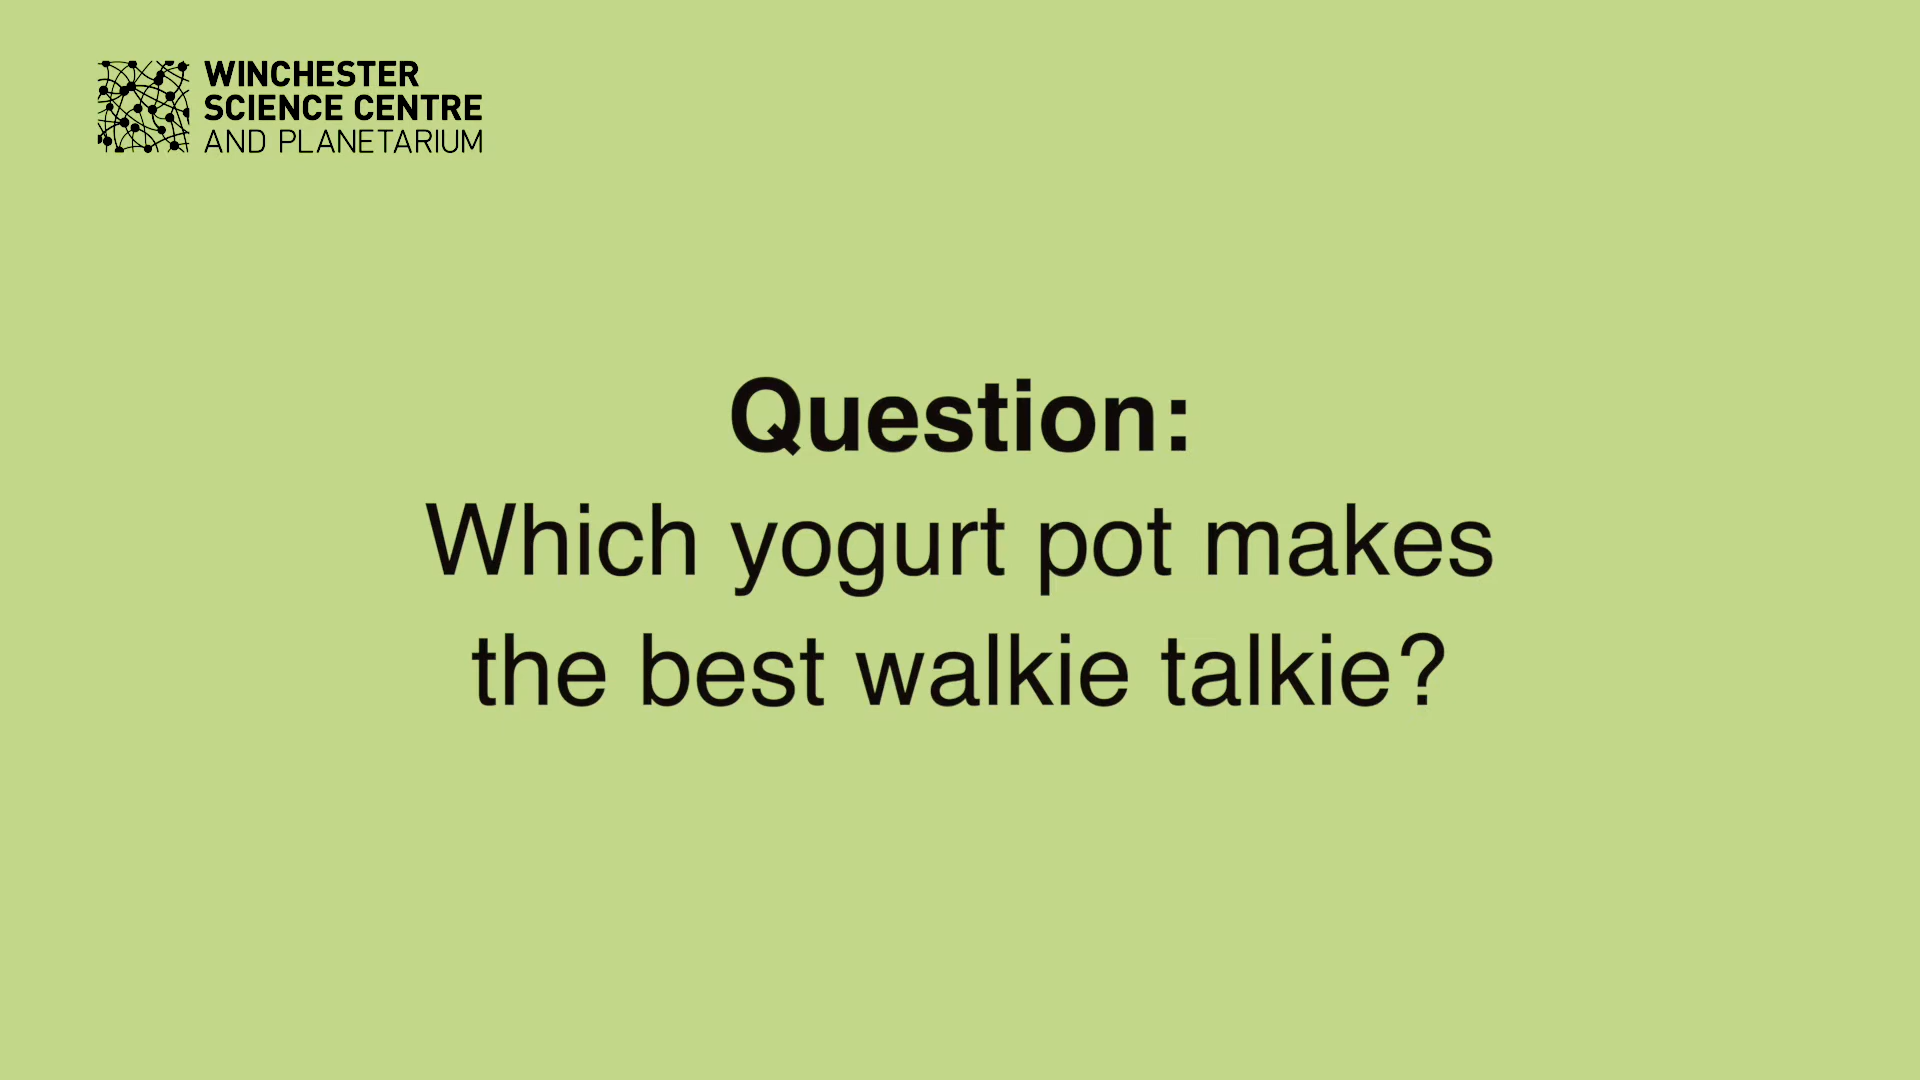 WINCHESTER
SCIENCE CENTRE
AND PLANETARIUM
Question:
Which yogurt pot makes
the best walkie talkie?